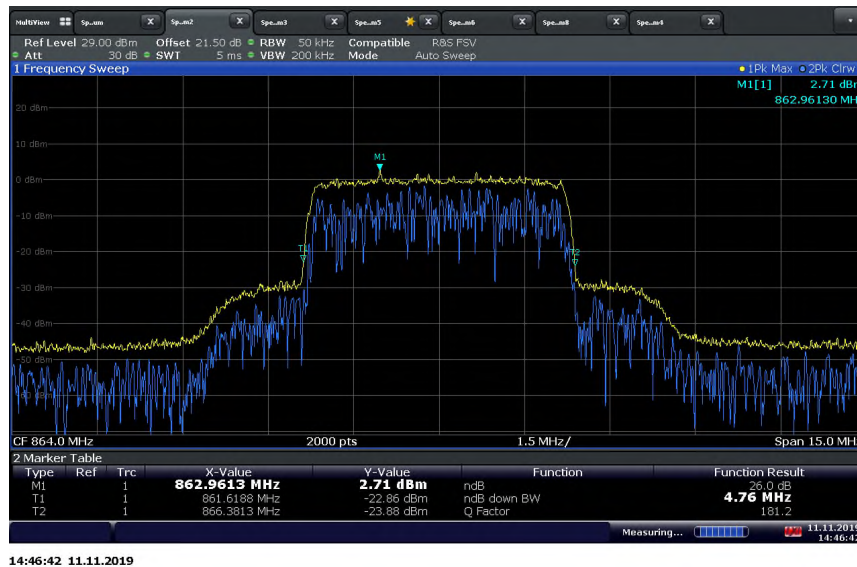 MultiView Sp...um X Sp...m2 X Spe...m3 X Spe...m5 X Spe...m6 X Spe...m8 X Spe...m4 X
Ref Level 29.00 dBm Offset 21.50 dB RBW 50 kHz Compatible R&S FSV
Att 30 dB SWT 5 ms VBW 200 kHz Mode Auto Sweep
1 Frequency Sweep 1Pk Max 2Pk Clrw
M1[1] 2.71 dBm
862.96130 MH
20 dBm
10 dBm
M1
0 dBm
-10 dBm
-20 dBm
T1
T2
-30 dBm
-40 dBm
-50 dBm
-60 dBm
CF 864.0 MHz 2000 pts 1.5 MHz/ Span 15.0 MHz
2 Marker Table
Type Ref Trc X-Value Y-Value Function Function Result
M1 1 862.9613 MHz 2.71 dBm ndB 26.0 dB
T1 1 861.6188 MHz -22.86 dBm ndB down BW 4.76 MHz
T2 1 866.3813 MHz -23.88 dBm Q Factor 181.2
Measuring... 11.11.2019
14:46:42
14:46:42 11.11.2019